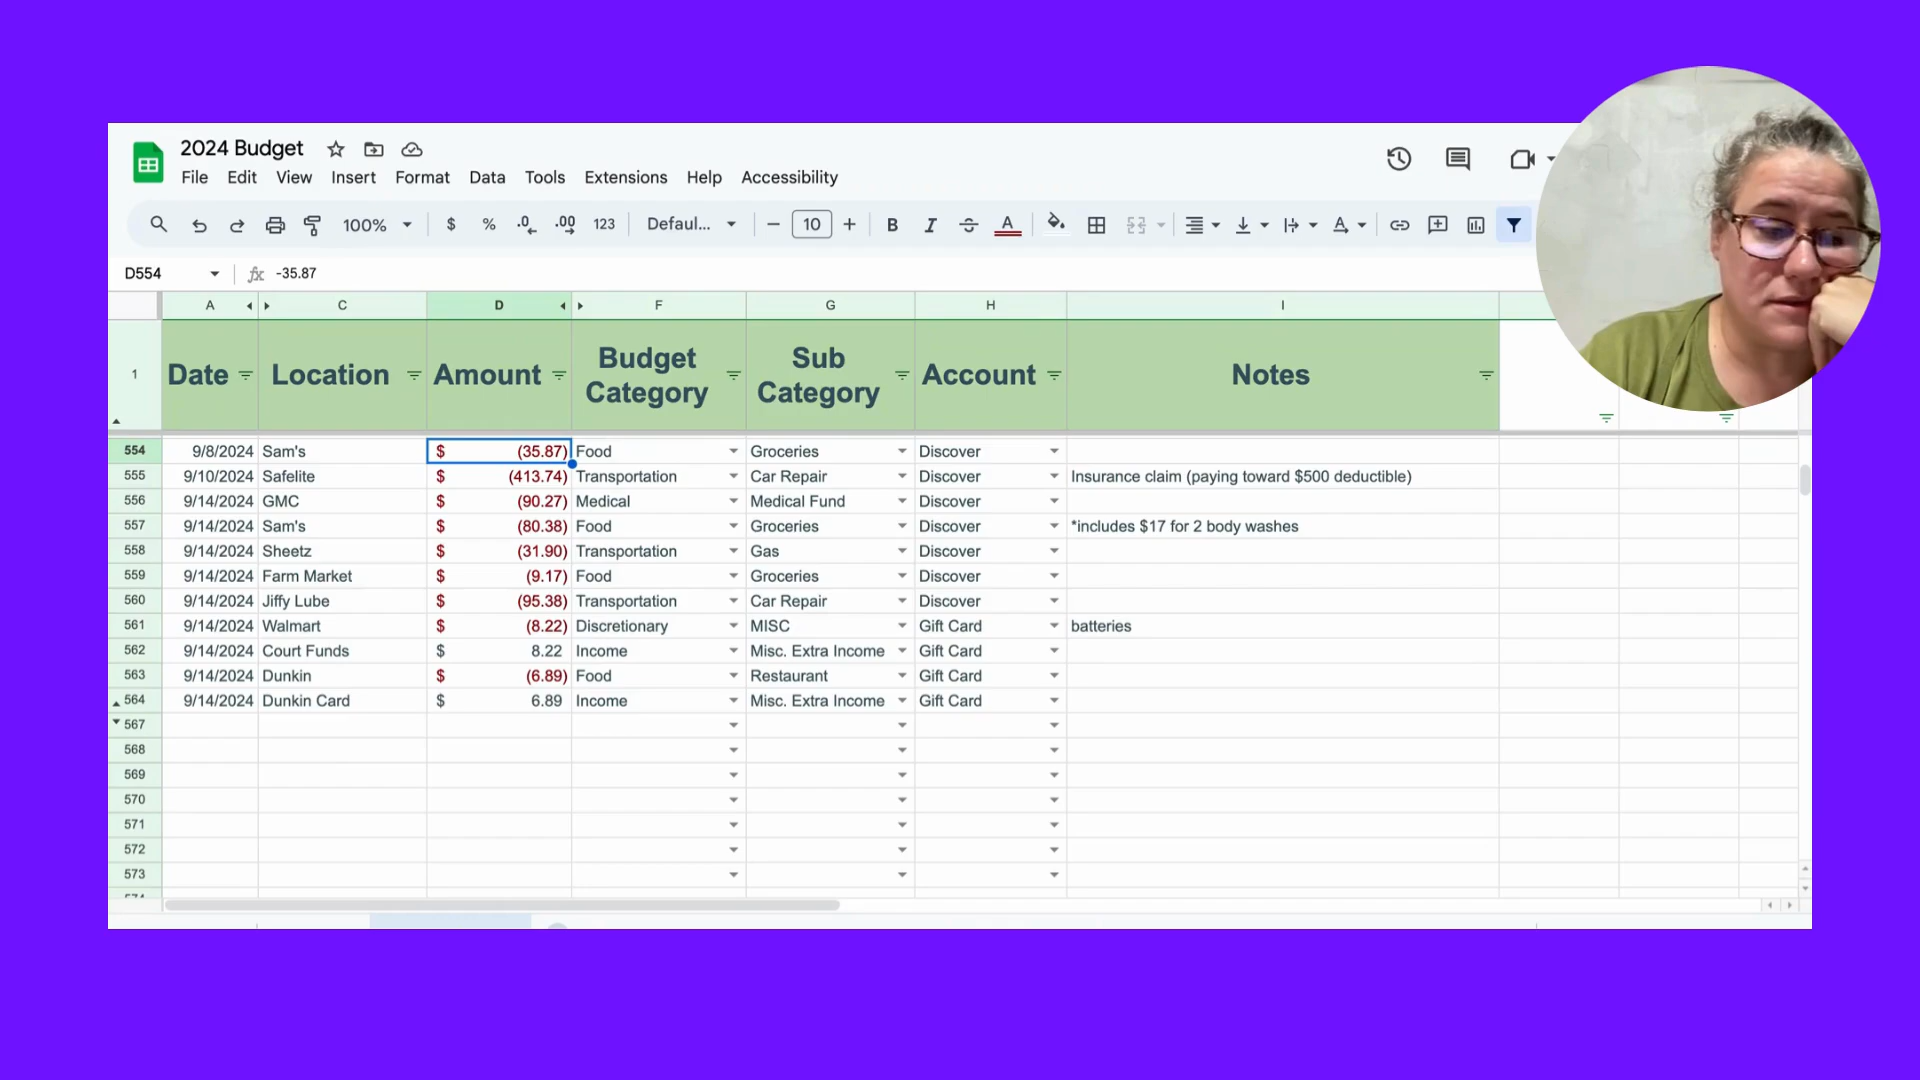 2024 Budget
File Edit View Insert Format Data Tools Extensions Help Accessibility
100% $ % .0 .00 123 Defaul... 10 B I A
D554 fx -35.87
A C D F G H I
1 Date Location Amount Budget Category Sub Category Account Notes
554 9/8/2024 Sam's $ (35.87) Food Groceries Discover
555 9/10/2024 Safelite $ (413.74) Transportation Car Repair Discover Insurance claim (paying toward $500 deductible)
556 9/14/2024 GMC $ (90.27) Medical Medical Fund Discover
557 9/14/2024 Sam's $ (80.38) Food Groceries Discover *includes $17 for 2 body washes
558 9/14/2024 Sheetz $ (31.90) Transportation Gas Discover
559 9/14/2024 Farm Market $ (9.17) Food Groceries Discover
560 9/14/2024 Jiffy Lube $ (95.38) Transportation Car Repair Discover
561 9/14/2024 Walmart $ (8.22) Discretionary MISC Gift Card batteries
562 9/14/2024 Court Funds $ 8.22 Income Misc. Extra Income Gift Card
563 9/14/2024 Dunkin $ (6.89) Food Restaurant Gift Card
564 9/14/2024 Dunkin Card $ 6.89 Income Misc. Extra Income Gift Card
567
568
569
570
571
572
573